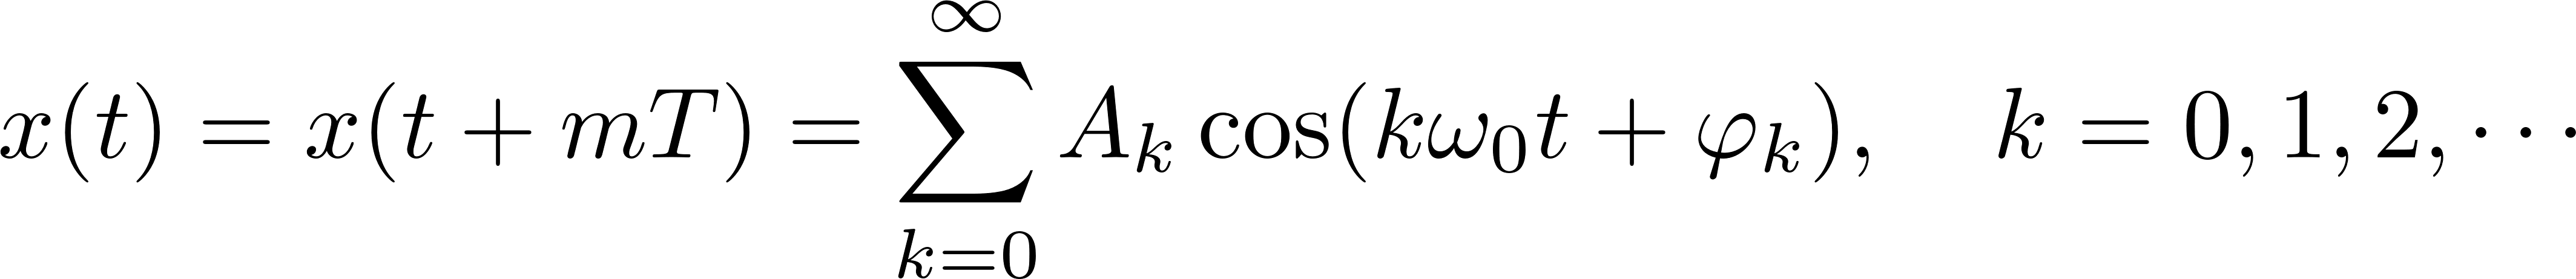 x(t) = x(t + mT) = \sum_{k=0}^{\infty} A_k \cos(k\omega_0 t + \varphi_k), \quad k = 0, 1, 2, \cdots